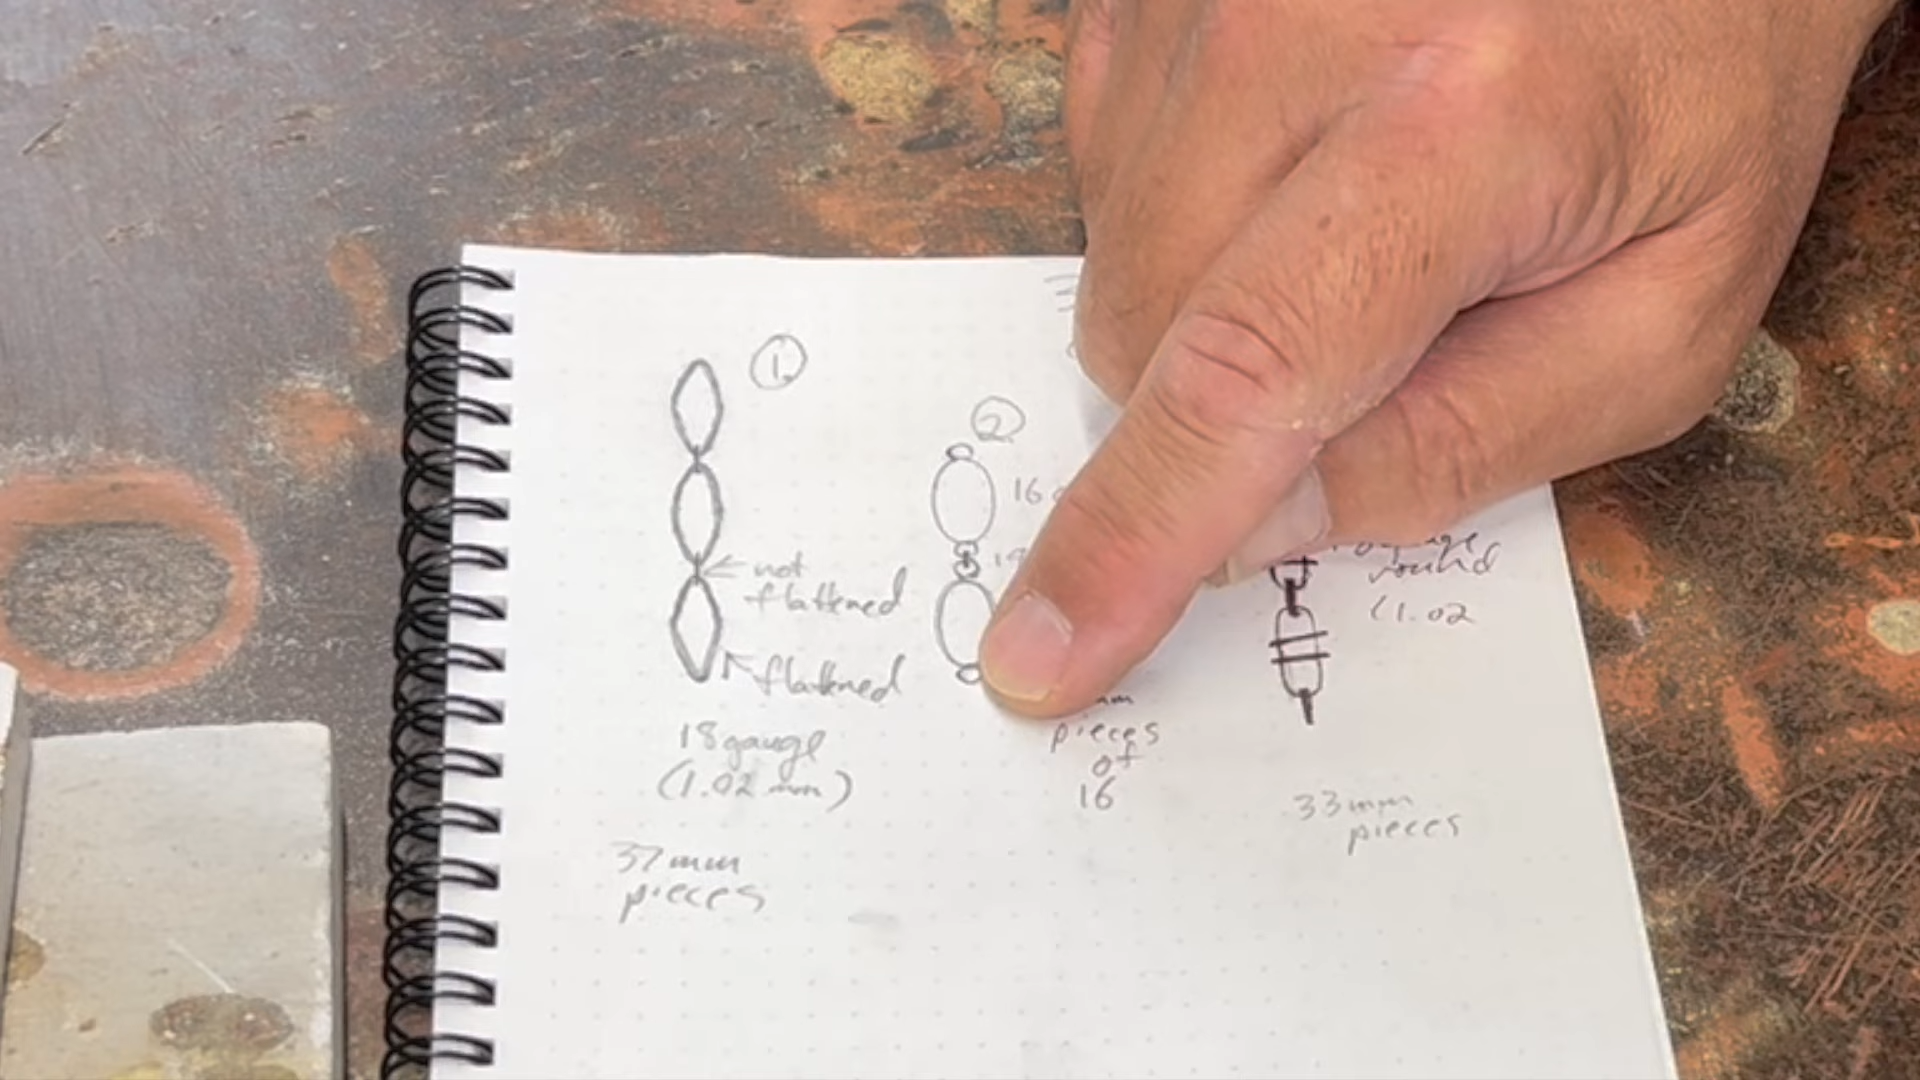 1
← not
flattened
flattened
18 gauge
(1.02 mm)
37mm
pieces
2
16
mm
pieces
of
16
round
(1.02
33mm
pieces